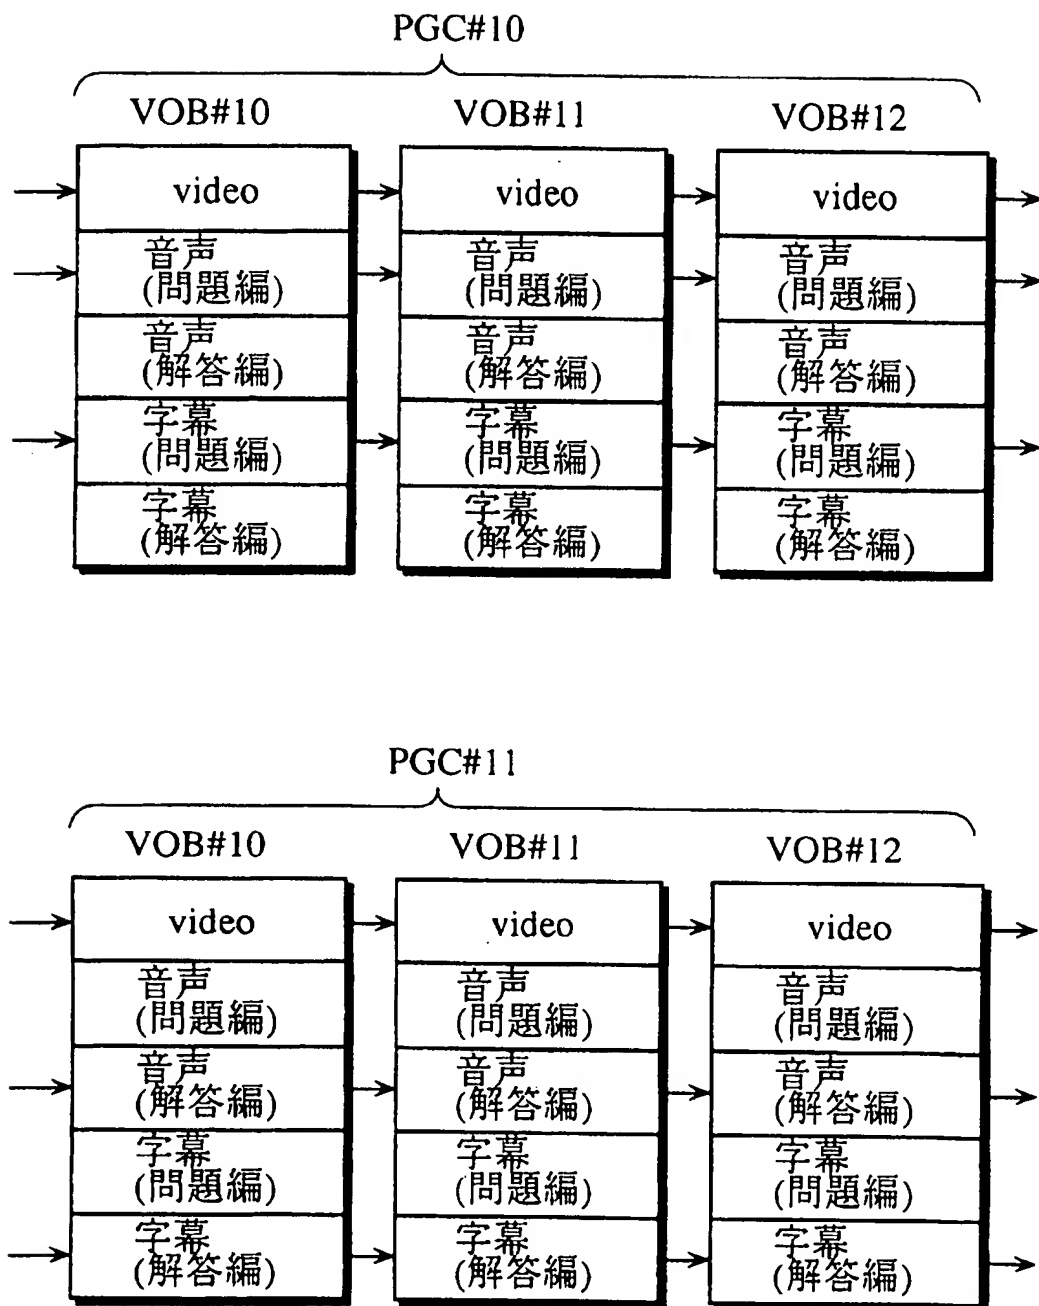 PGC#10
VOB#10
VOB#11
VOB#12
video
video
video
音声
(問題編)
音声
(問題編)
音声
(問題編)
音声
(解答編)
音声
(解答編)
音声
(解答編)
字幕
(問題編)
字幕
(問題編)
字幕
(問題編)
字幕
(解答編)
字幕
(解答編)
字幕
(解答編)
PGC#11
VOB#10
VOB#11
VOB#12
video
video
video
音声
(問題編)
音声
(問題編)
音声
(問題編)
音声
(解答編)
音声
(解答編)
音声
(解答編)
字幕
(問題編)
字幕
(問題編)
字幕
(問題編)
字幕
(解答編)
字幕
(解答編)
字幕
(解答編)